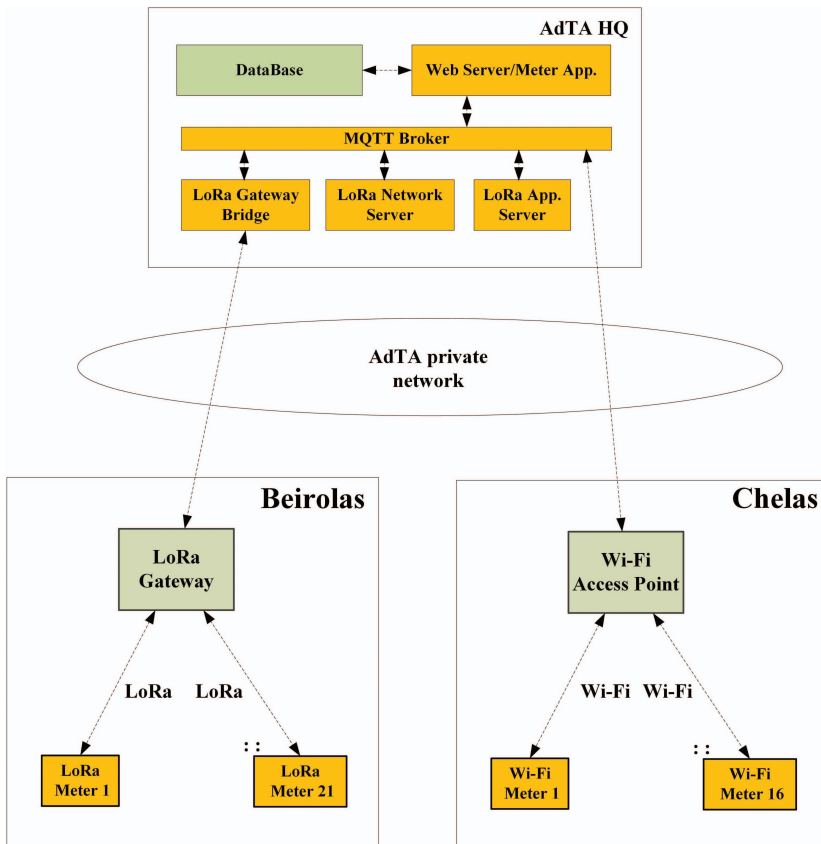 AdTA HQ
DataBase
Web Server/Meter App.
MQTT Broker
LoRa Gateway
Bridge
LoRa Network
Server
LoRa App.
Server
AdTA private
network
Beirolas
LoRa
Gateway
LoRa
LoRa
LoRa
Meter 1
: :
LoRa
Meter 21
Chelas
Wi-Fi
Access Point
Wi-Fi
Wi-Fi
Wi-Fi
Meter 1
: :
Wi-Fi
Meter 16